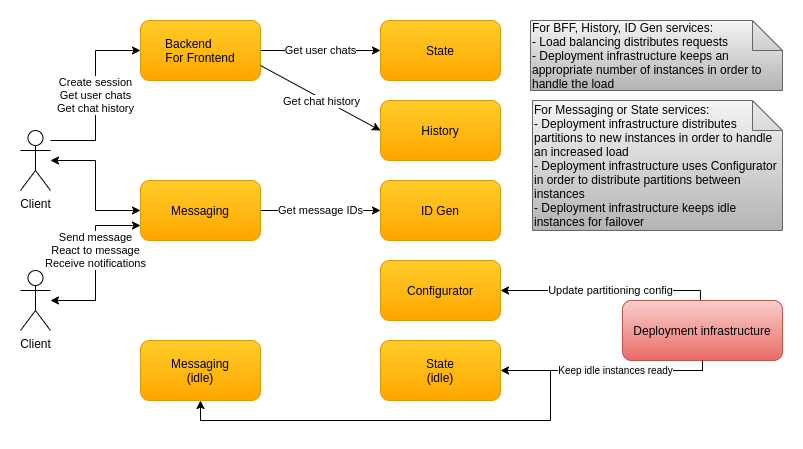 Backend
For Frontend
Get user chats
State
For BFF, History, ID Gen services:
- Load balancing distributes requests
- Deployment infrastructure keeps an
appropriate number of instances in order to
handle the load
Create session
Get user chats
Get chat history
Get chat history
History
For Messaging or State services:
- Deployment infrastructure distributes
partitions to new instances in order to handle
an increased load
- Deployment infrastructure uses Configurator
in order to distribute partitions between
instances
- Deployment infrastructure keeps idle
instances for failover
Client
Messaging
Get message IDs
ID Gen
Send message
React to message
Receive notifications
Client
Configurator
Update partitioning config
Deployment infrastructure
Messaging
(idle)
State
(idle)
Keep idle instances ready